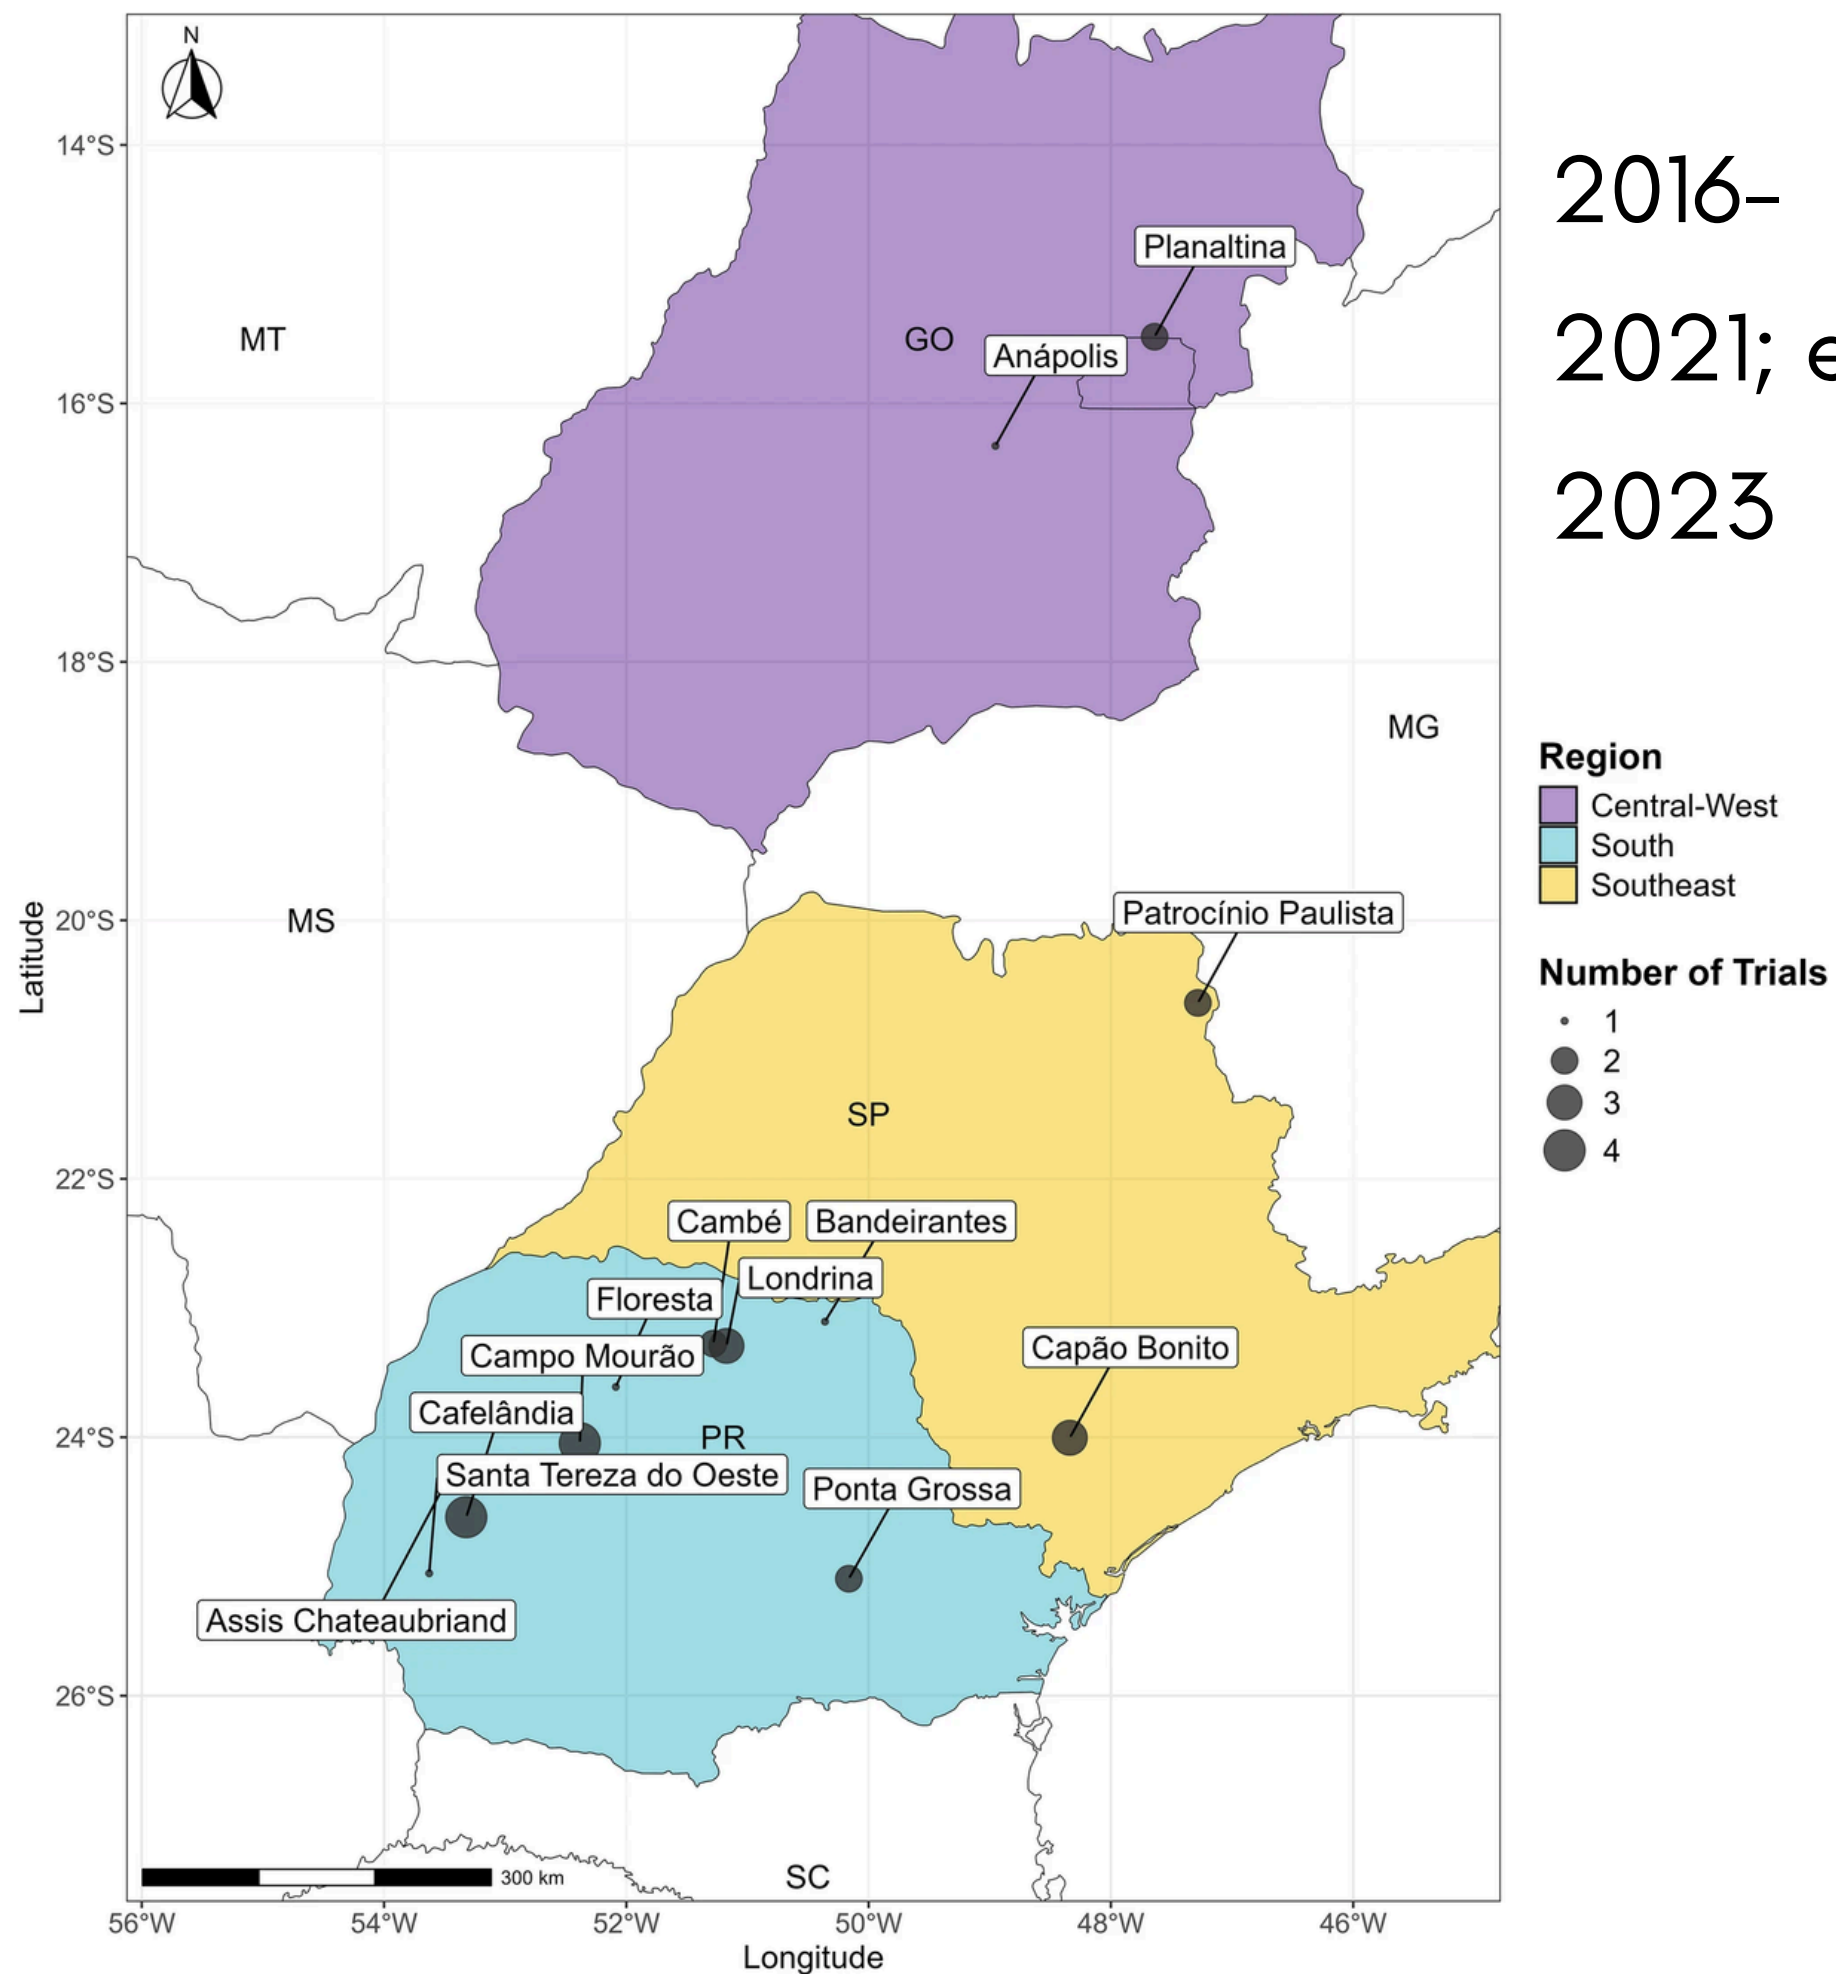 N
2016-
2021; e
2023
14°S
16°S
18°S
20°S
22°S
24°S
26°S
Latitude
Planaltina
MT
GO
Anápolis
MG
MS
Patrocínio Paulista
SP
Cambé
Bandeirantes
Londrina
Floresta
Campo Mourão
Capão Bonito
Cafelândia
PR
Santa Tereza do Oeste
Ponta Grossa
Assis Chateaubriand
300 km
SC
56°W
54°W
52°W
50°W
48°W
46°W
Longitude
Region
Central-West
South
Southeast
Number of Trials
1
2
3
4